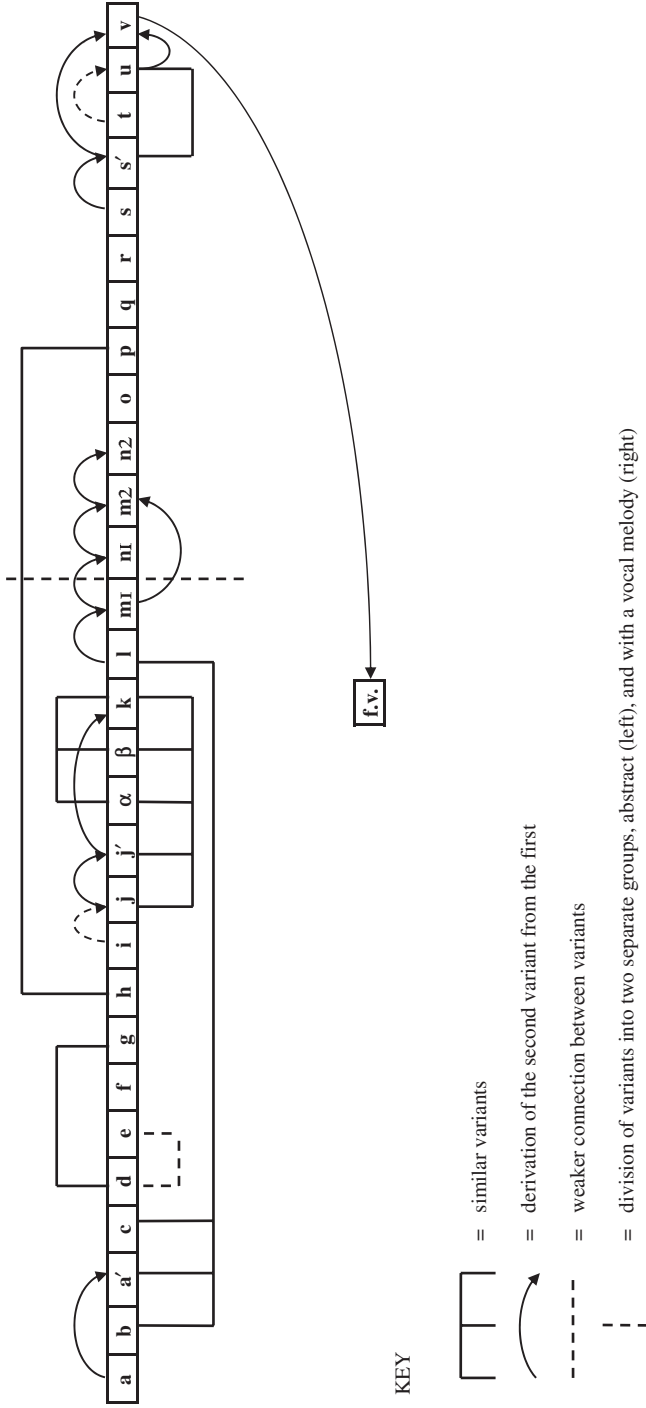 a b a′ c d e f g h i j j′ α β k l m1 n1 m2 n2 o p q r s s′ t u v
f.v.
KEY
= similar variants
= derivation of the second variant from the first
= weaker connection between variants
= division of variants into two separate groups, abstract (left), and with a vocal melody (right)